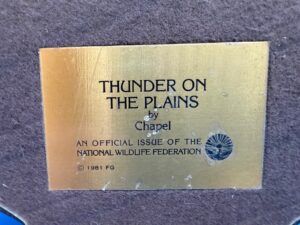 THUNDER ON
THE PLAINS
by
Chapel
AN OFFICIAL ISSUE OF THE
NATIONAL WILDLIFE FEDERATION
© 1981 FG